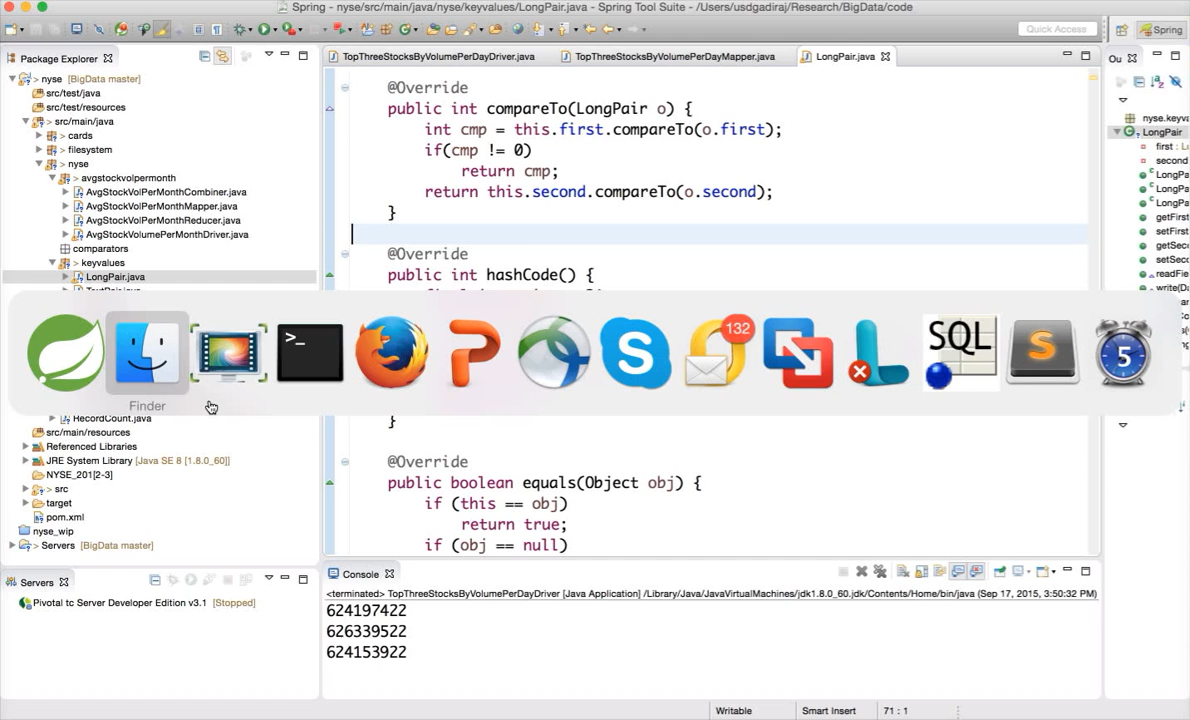 Spring - nyse/src/main/java/nyse/keyvalues/LongPair.java - Spring Tool Suite - /Users/usdgadiraj/Research/BigData/code
Quick Access
Spring
Package Explorer
TopThreeStocksByVolumePerDayDriver.java
TopThreeStocksByVolumePerDayMapper.java
LongPair.java
Ou
> nyse [BigData master]
src/test/java
src/test/resources
> src/main/java
> cards
> filesystem
> nyse
> avgstockvolpermonth
AvgStockVolPerMonthCombiner.java
AvgStockVolPerMonthMapper.java
AvgStockVolPerMonthReducer.java
AvgStockVolumePerMonthDriver.java
comparators
> keyvalues
LongPair.java
Finder
RecordCount.java
src/main/resources
Referenced Libraries
JRE System Library [Java SE 8 [1.8.0_60]]
NYSE_201[2-3]
> src
target
pom.xml
nyse_wip
> Servers [BigData master]
@Override
public int compareTo(LongPair o) {
int cmp = this.first.compareTo(o.first);
if(cmp != 0)
return cmp;
return this.second.compareTo(o.second);
}
@Override
public int hashCode() {
>_
132
SQL
S
5
}
@Override
public boolean equals(Object obj) {
if (this == obj)
return true;
if (obj == null)
nyse.keyva
LongPair
first : L
second
LongPa
LongPa
LongPa
getFirs
setFirs
getSec
setSec
readFie
write(Da
Servers
Pivotal tc Server Developer Edition v3.1 [Stopped]
Console
<terminated> TopThreeStocksByVolumePerDayDriver [Java Application] /Library/Java/JavaVirtualMachines/jdk1.8.0_60.jdk/Contents/Home/bin/java (Sep 17, 2015, 3:50:32 PM)
624197422
626339522
624153922
Writable
Smart Insert
71 : 1